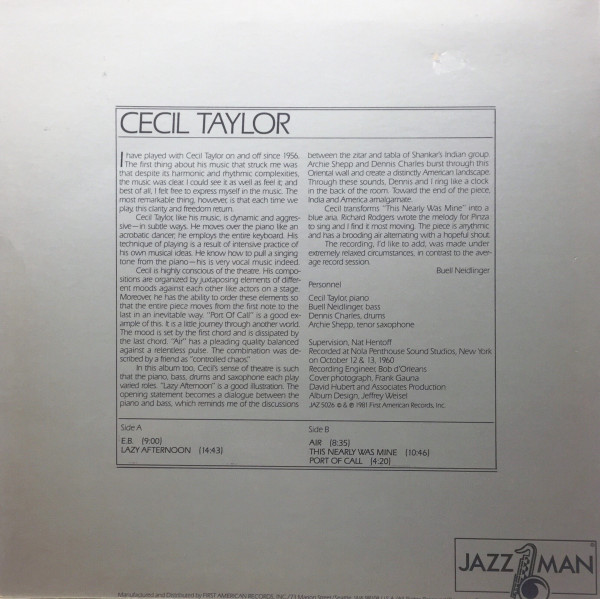 CECIL TAYLOR
I have played with Cecil Taylor on and off since 1956.
The first thing about his music that struck me was
that despite its harmonic and rhythmic complexities,
the music was clear. I could see it as well as feel it; and
best of all, I felt free to express myself in the music. The
most remarkable thing, however, is that each time we
play, this clarity and freedom recur.
Cecil Taylor, like his music, is dynamic and aggres-
sive—in subtle ways. He moves over the piano like an
acrobatic dancer; he employs the entire keyboard. His
technique of playing is a result of intensive practice of
his own musical ideas. He know how to pull a singing
tone from the piano—his is very vocal music indeed.
Cecil is highly conscious of the theatre. His compo-
sitions are organized by juxtaposing elements of differ-
ent moods against each other like actors on a stage.
Moreover, he has the ability to order these elements so
that the entire piece moves from the first note to the
last in an inevitable way. "Port Of Call" is a good ex-
ample of this. It is a little journey through another world.
The mood is set by the first chord and is dissipated by
the last chord. "Air" has a pleading quality balanced
against a relentless pulse. The combination was de-
scribed by a friend as "controlled chaos."
In this album too, Cecil's sense of theatre is such
that the piano, bass, drums and saxophone each play
varied roles. "Lazy Afternoon" is a good illustration. The
opening statement becomes a dialogue between the
piano and bass, which reminds me of the discussions
between the zitar and tabla of Shankar's Indian group.
Archie Shepp and Dennis Charles burst through this
Oriental wall and create a distinctly American landscape.
Through these sounds, Dennis and I ring like a clock
in the back of the room. Toward the end of the piece,
India and America amalgamate.
Cecil transforms "This Nearly Was Mine" into a
blue aria. Richard Rodgers wrote the melody for Pinza
to sing and I find it most moving. The piece is arythmic
and has a brooding air alternating with a hopeful shout.
The recording, I'd like to add, was made under
extremely relaxed circumstances, in contrast to the aver-
age record session.
Buell Neidlinger
Personnel
Cecil Taylor, piano
Buell Neidlinger, bass
Dennis Charles, drums
Archie Shepp, tenor saxophone
Supervision, Nat Hentoff
Recorded at Nola Penthouse Sound Studios, New York
on October 12 & 13, 1960
Recording Engineer, Bob d'Orleans
Cover photograph, Frank Gauna
David Hubert and Associates Production
Album Design, Jeffrey Weisel
JAZ 5026 © & ℗ 1981 First American Records, Inc.
Side A
E.B. (9:00)
LAZY AFTERNOON (14:43)
Side B
AIR (8:35)
THIS NEARLY WAS MINE (10:46)
PORT OF CALL (4:20)
JAZZ MAN ®
Manufactured and Distributed by FIRST AMERICAN RECORDS, INC./73 Marion Street/Seattle,